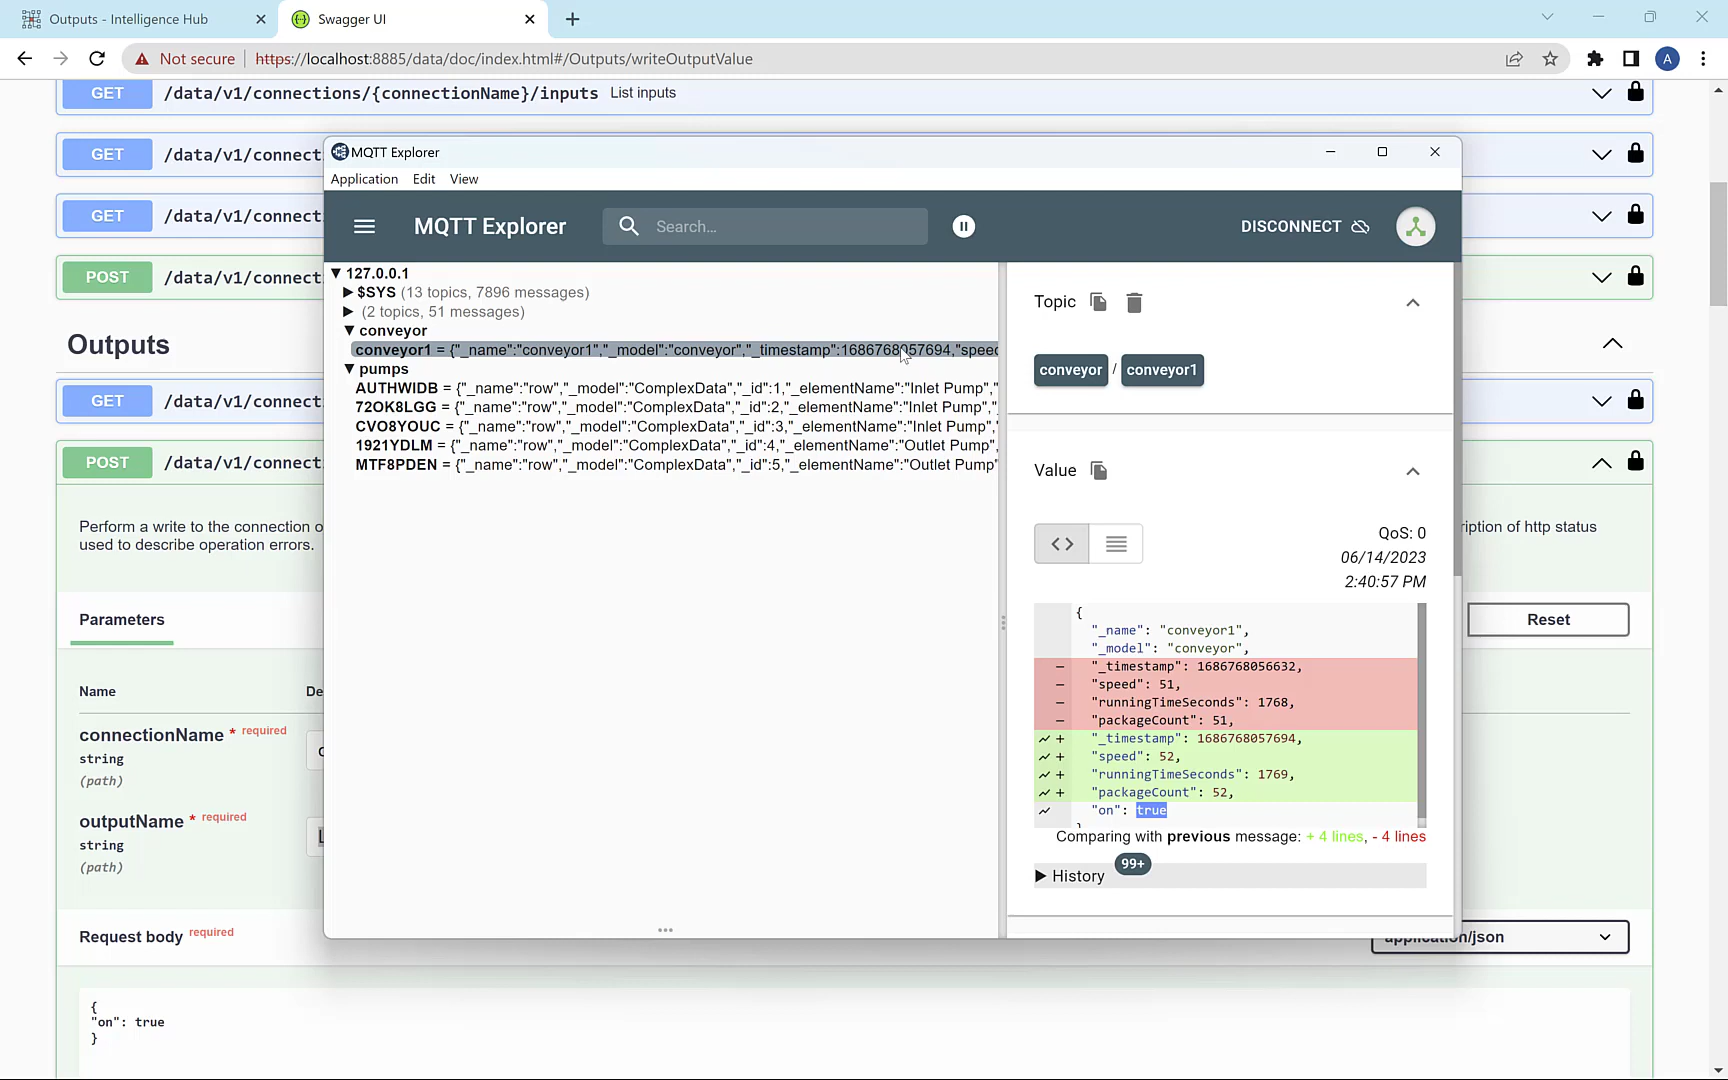 Outputs - Intelligence Hub
Swagger UI
Not secure
https://localhost:8885/data/doc/index.html#/Outputs/writeOutputValue
A
GET /data/v1/connections/{connectionName}/inputs List inputs
GET /data/v1/connect
GET /data/v1/connect
POST /data/v1/connect
Outputs
GET /data/v1/connect
POST /data/v1/connect
Perform a write to the connection o
ription of http status
used to describe operation errors.
Parameters
Reset
Name
De
connectionName * required
string
(path)
outputName * required
string
(path)
Request body required
application/json
{
"on": true
}
MQTT Explorer
Application Edit View
MQTT Explorer
Search...
DISCONNECT
127.0.0.1
$SYS (13 topics, 7896 messages)
(2 topics, 51 messages)
conveyor
conveyor1 = {"_name":"conveyor1","_model":"conveyor","_timestamp":1686768057694,"speed
pumps
AUTHWIDB = {"_name":"row","_model":"ComplexData","_id":1,"_elementName":"Inlet Pump","
72OK8LGG = {"_name":"row","_model":"ComplexData","_id":2,"_elementName":"Inlet Pump","_
CVO8YOUC = {"_name":"row","_model":"ComplexData","_id":3,"_elementName":"Inlet Pump","
1921YDLM = {"_name":"row","_model":"ComplexData","_id":4,"_elementName":"Outlet Pump",
MTF8PDEN = {"_name":"row","_model":"ComplexData","_id":5,"_elementName":"Outlet Pump"
Topic
conveyor / conveyor1
Value
QoS: 0
06/14/2023
2:40:57 PM
{
"_name": "conveyor1",
"_model": "conveyor",
- "_timestamp": 1686768056632,
- "speed": 51,
- "runningTimeSeconds": 1768,
- "packageCount": 51,
+ "_timestamp": 1686768057694,
+ "speed": 52,
+ "runningTimeSeconds": 1769,
+ "packageCount": 52,
"on": true
Comparing with previous message: + 4 lines, - 4 lines
History 99+